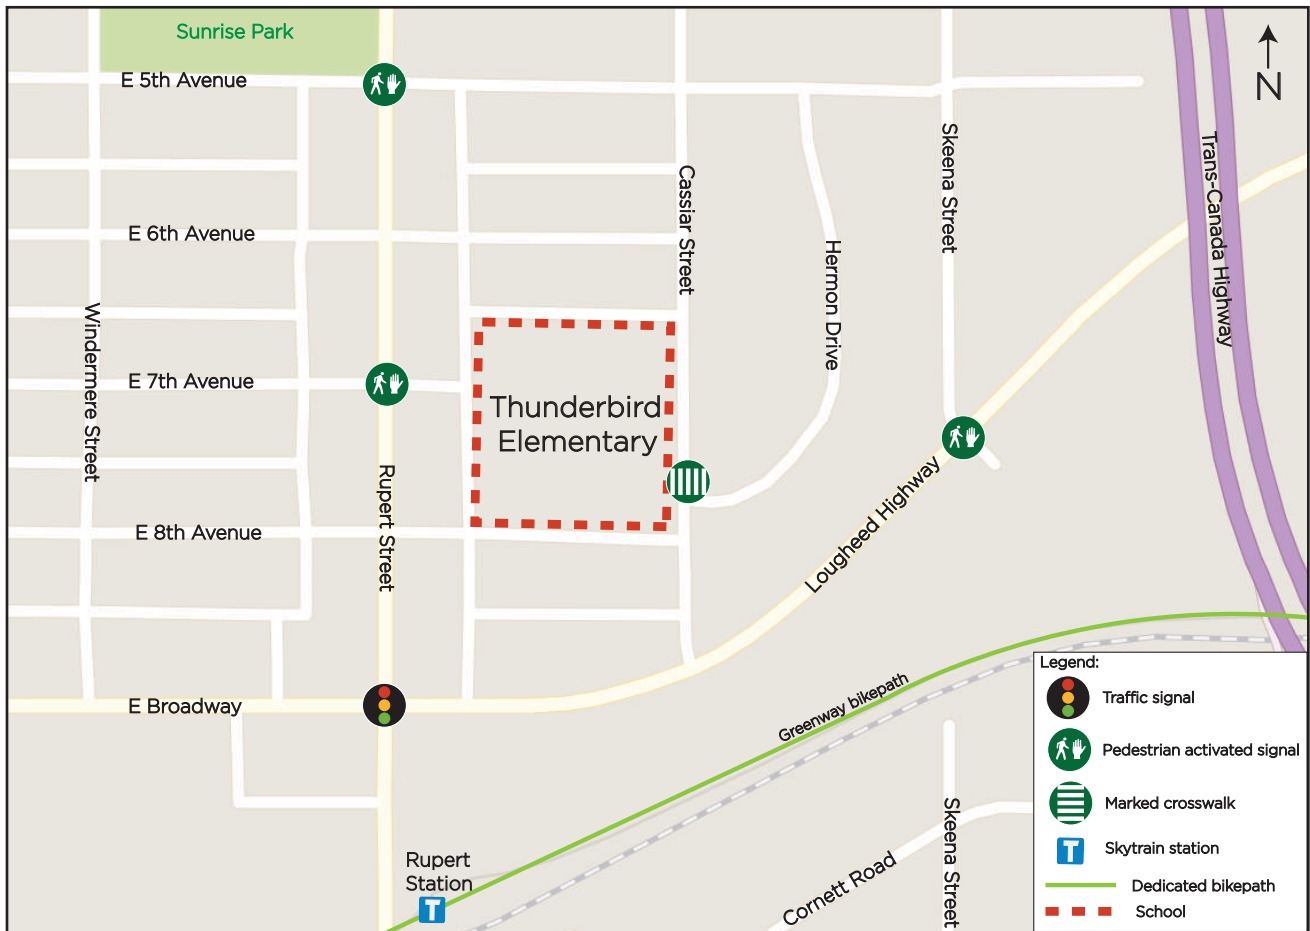 Sunrise Park
E 5th Avenue
N
Skeena Street
Trans-Canada Highway
Cassiar Street
E 6th Avenue
Hermon Drive
Windermere Street
E 7th Avenue
Thunderbird
Elementary
Rupert Street
Lougheed Highway
E 8th Avenue
E Broadway
Greenway bikepath
Rupert
Station
T
Cornett Road
Skeena Street
Legend:
Traffic signal
Pedestrian activated signal
Marked crosswalk
T
Skytrain station
Dedicated bikepath
School